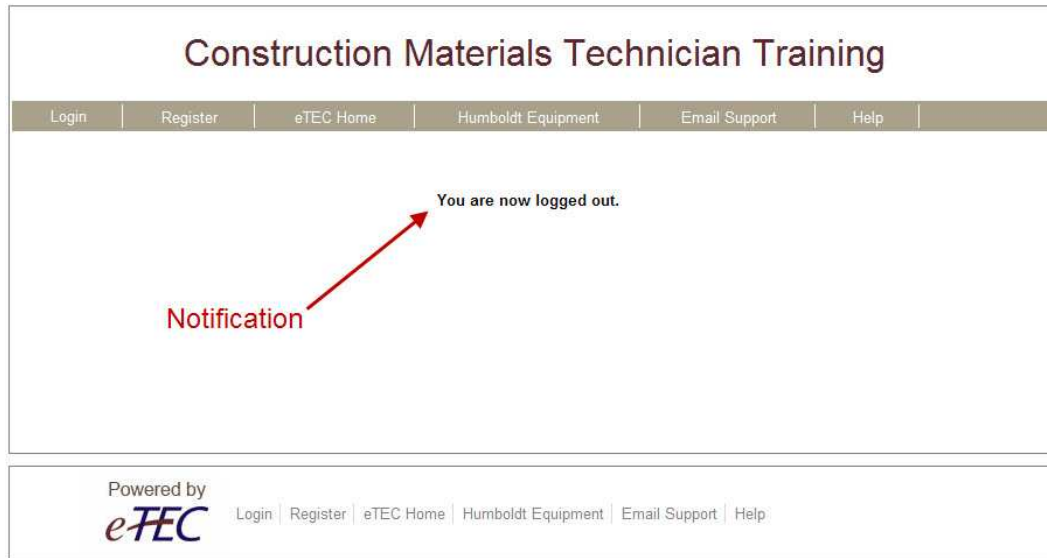 Construction Materials Technician Training
Login Register eTEC Home Humboldt Equipment Email Support Help
You are now logged out.
Notification
Powered by
eTEC
Login Register eTEC Home Humboldt Equipment Email Support Help